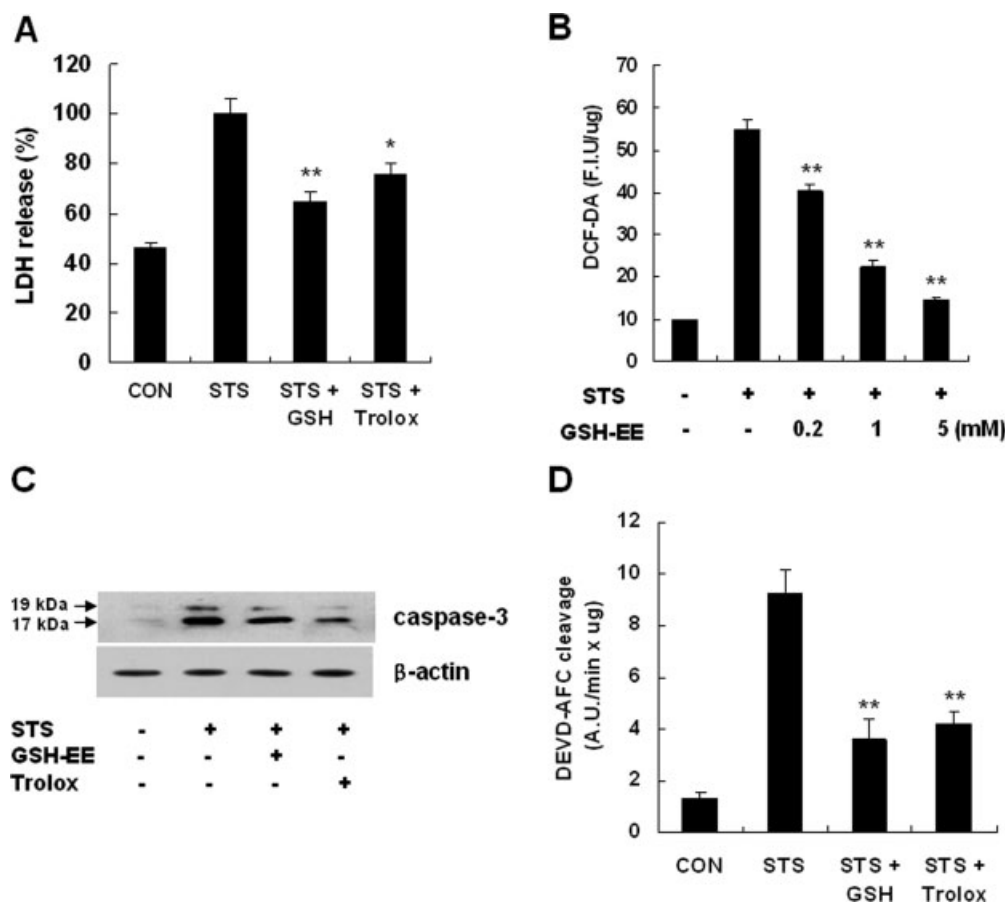 A
120
100
80
60
40
20
0
LDH release (%)
**
*
CON STS STS + STS +
GSH Trolox
B
70
60
50
40
30
20
10
0
DCF-DA (F.I.U/ug)
**
**
**
STS - + + + +
GSH-EE - - 0.2 1 5 (mM)
C
19 kDa
17 kDa
caspase-3
β-actin
STS - + + +
GSH-EE - - + -
Trolox - - - +
D
12
10
8
6
4
2
0
DEVD-AFC cleavage
(A.U./min x ug)
**
**
CON STS STS + STS +
GSH Trolox